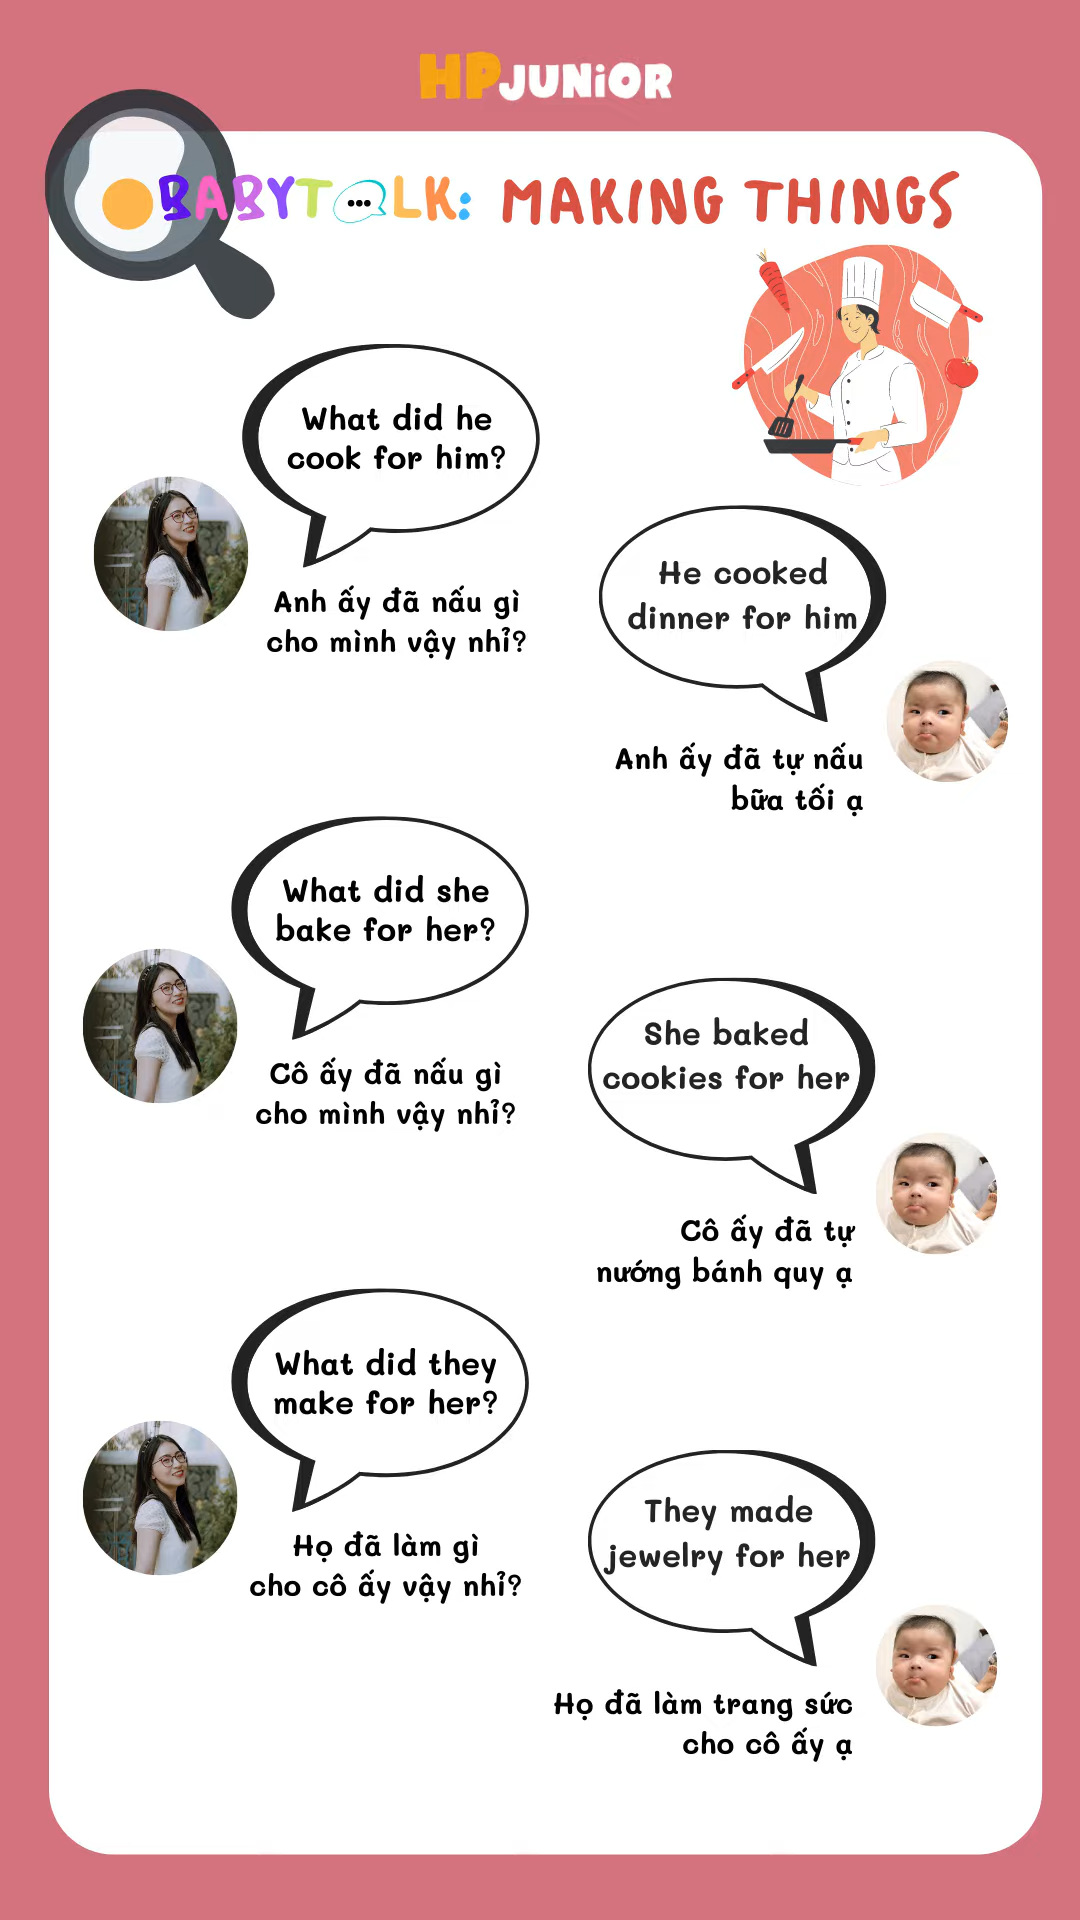 HPJUNiOR
BABYTALK: MAKING THINGS
What did he
cook for him?
Anh ấy đã nấu gì
cho mình vậy nhỉ?
He cooked
dinner for him
Anh ấy đã tự nấu
bữa tối ạ
What did she
bake for her?
Cô ấy đã nấu gì
cho mình vậy nhỉ?
She baked
cookies for her
Cô ấy đã tự
nướng bánh quy ạ
What did they
make for her?
Họ đã làm gì
cho cô ấy vậy nhỉ?
They made
jewelry for her
Họ đã làm trang sức
cho cô ấy ạ